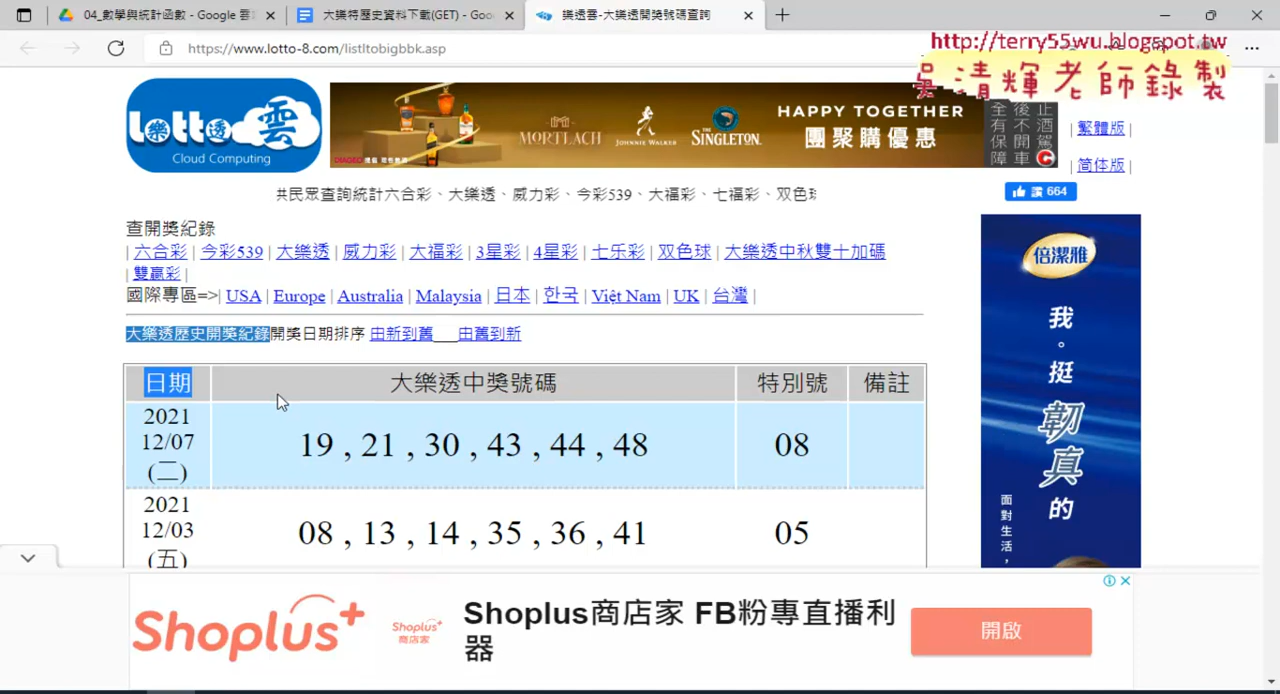 04_數學與統計函數 - Google 雲
大樂特歷史資料下載(GET) - Goo
樂透雲-大樂透開獎號碼查詢
https://www.lotto-8.com/listltobigbbk.asp
http://terry55wu.blogspot.tw
吳清輝老師錄製
lotto 樂透 雲
Cloud Computing
MORTLACH
JOHNNIE WALKER
THE SINGLETON
DIAGEO
HAPPY TOGETHER
團聚購優惠
全有保障
後不開車
止酒駕
| 繁體版 |
| 简体版 |
讚 664
共民眾查詢統計六合彩、大樂透、威力彩、今彩539、大福彩、七福彩、双色球
查開獎紀錄
| 六合彩 | 今彩539 | 大樂透 | 威力彩 | 大福彩 | 3星彩 | 4星彩 | 七乐彩 | 双色球 | 大樂透中秋雙十加碼
| 雙贏彩 |
國際專區=>| USA | Europe | Australia | Malaysia | 日本 | 한국 | Việt Nam | UK | 台灣 |
大樂透歷史開獎紀錄開獎日期排序 由新到舊 由舊到新
日期 大樂透中獎號碼 特別號 備註
2021
12/07
(二)
19 , 21 , 30 , 43 , 44 , 48
08
2021
12/03
(五)
08 , 13 , 14 , 35 , 36 , 41
05
倍潔雅
我。挺韌真的
面對生活，
Shoplus+
Shoplus+
商店家
Shoplus商店家 FB粉專直播利
器
開啟